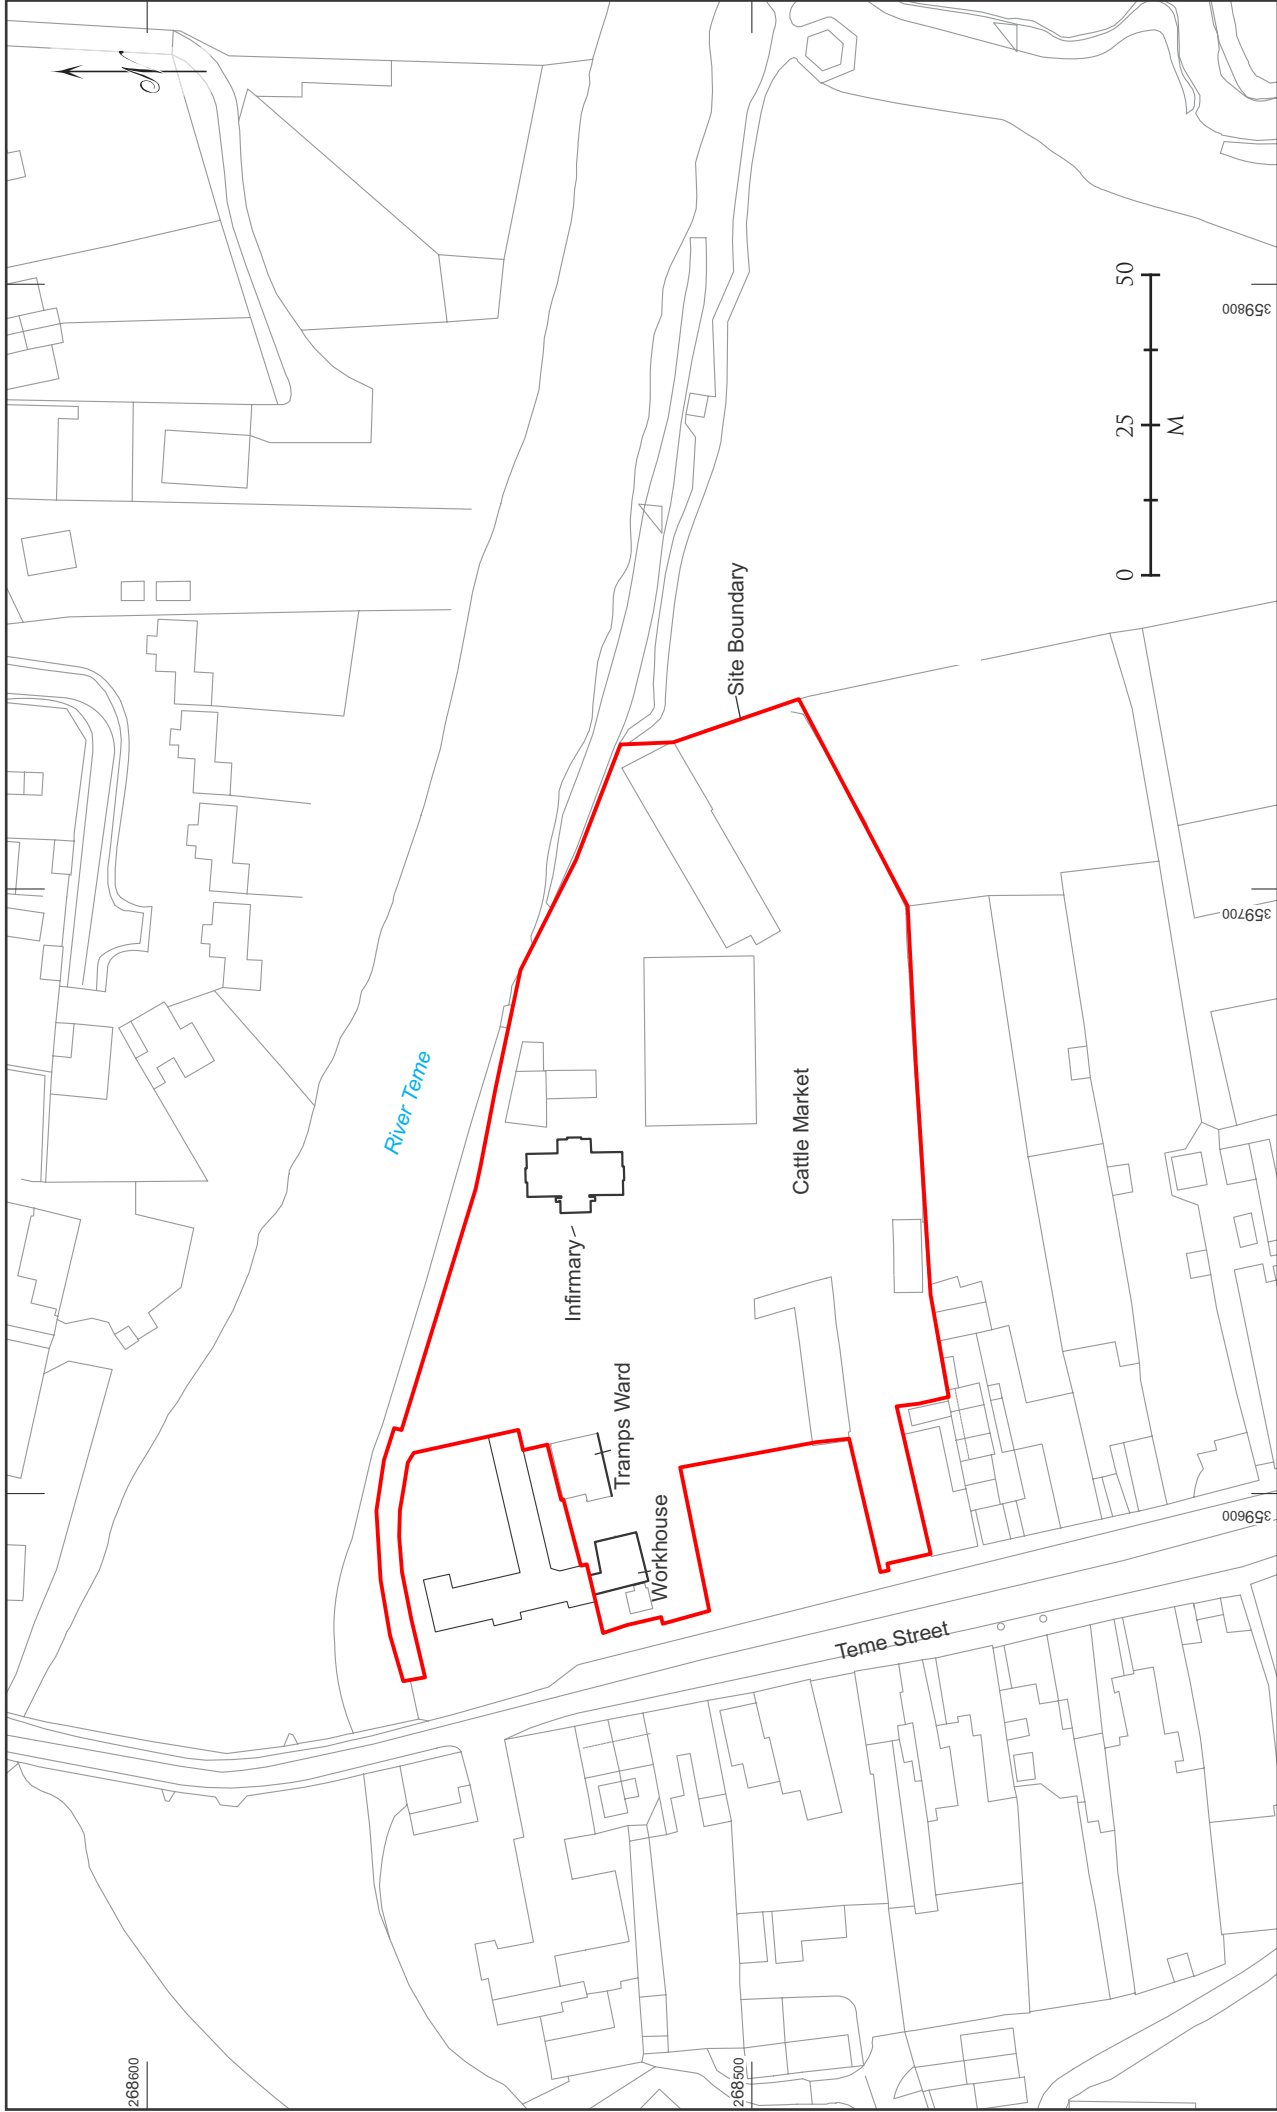 N
268600
268500
River Teme
Infirmary
Tramps Ward
Workhouse
Cattle Market
Site Boundary
Teme Street
0 25 50
M
359600
359700
359800